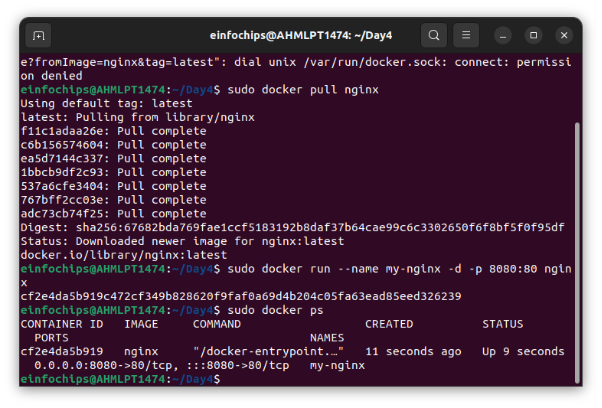 einfochips@AHMLPT1474: ~/Day4
e?fromImage=nginx&tag=latest": dial unix /var/run/docker.sock: connect: permissi
on denied
einfochips@AHMLPT1474:~/Day4$ sudo docker pull nginx
Using default tag: latest
latest: Pulling from library/nginx
f11c1adaa26e: Pull complete
c6b156574604: Pull complete
ea5d7144c337: Pull complete
1bbcb9df2c93: Pull complete
537a6cfe3404: Pull complete
767bff2cc03e: Pull complete
adc73cb74f25: Pull complete
Digest: sha256:67682bda769fae1ccf5183192b8daf37b64cae99c6c3302650f6f8bf5f0f95df
Status: Downloaded newer image for nginx:latest
docker.io/library/nginx:latest
einfochips@AHMLPT1474:~/Day4$ sudo docker run --name my-nginx -d -p 8080:80 ngin
x
cf2e4da5b919c472cf349b828620f9faf0a69d4b204c05fa63ead85eed326239
einfochips@AHMLPT1474:~/Day4$ sudo docker ps
CONTAINER ID   IMAGE     COMMAND                  CREATED          STATUS
  PORTS                                   NAMES
cf2e4da5b919   nginx     "/docker-entrypoint.…"   11 seconds ago   Up 9 seconds
  0.0.0.0:8080->80/tcp, :::8080->80/tcp   my-nginx
einfochips@AHMLPT1474:~/Day4$